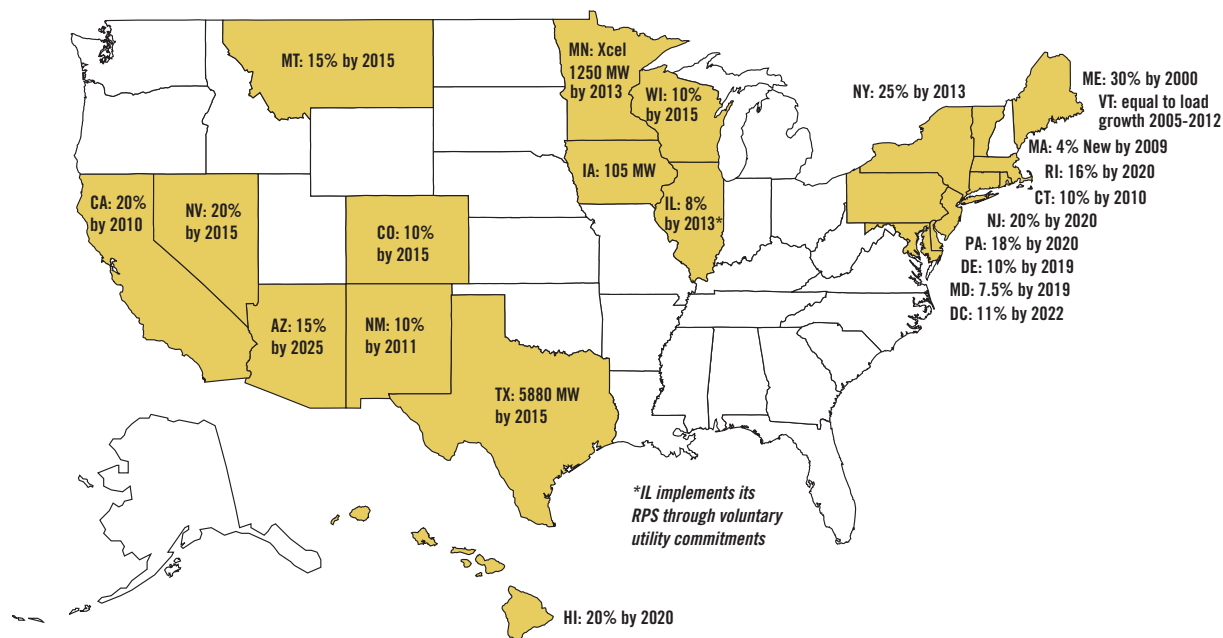 MT: 15% by 2015
MN: Xcel
1250 MW
by 2013
WI: 10%
by 2015
NY: 25% by 2013
ME: 30% by 2000
VT: equal to load
growth 2005-2012
MA: 4% New by 2009
RI: 16% by 2020
CT: 10% by 2010
NJ: 20% by 2020
PA: 18% by 2020
DE: 10% by 2019
MD: 7.5% by 2019
DC: 11% by 2022
IA: 105 MW
IL: 8%
by 2013*
CA: 20%
by 2010
NV: 20%
by 2015
CO: 10%
by 2015
AZ: 15%
by 2025
NM: 10%
by 2011
TX: 5880 MW
by 2015
*IL implements its
RPS through voluntary
utility commitments
HI: 20% by 2020